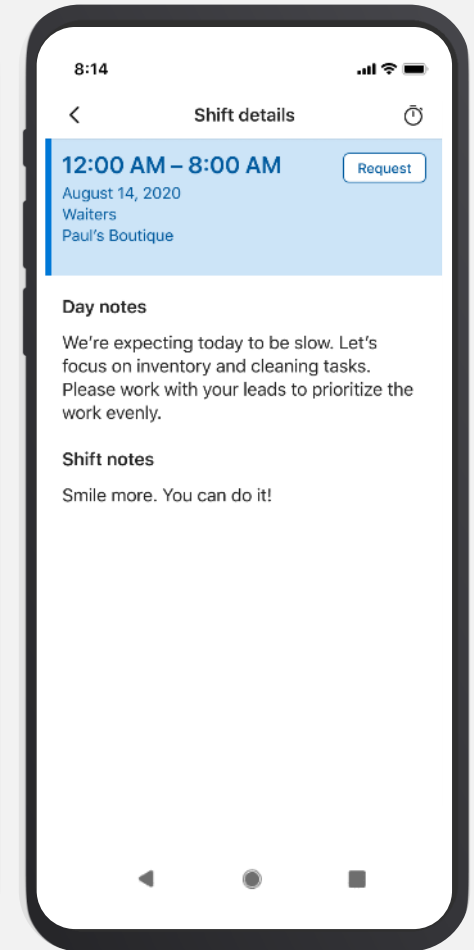 8:14
Shift details
12:00 AM – 8:00 AM
Request
August 14, 2020
Waiters
Paul's Boutique
Day notes
We're expecting today to be slow. Let's
focus on inventory and cleaning tasks.
Please work with your leads to prioritize the
work evenly.
Shift notes
Smile more. You can do it!